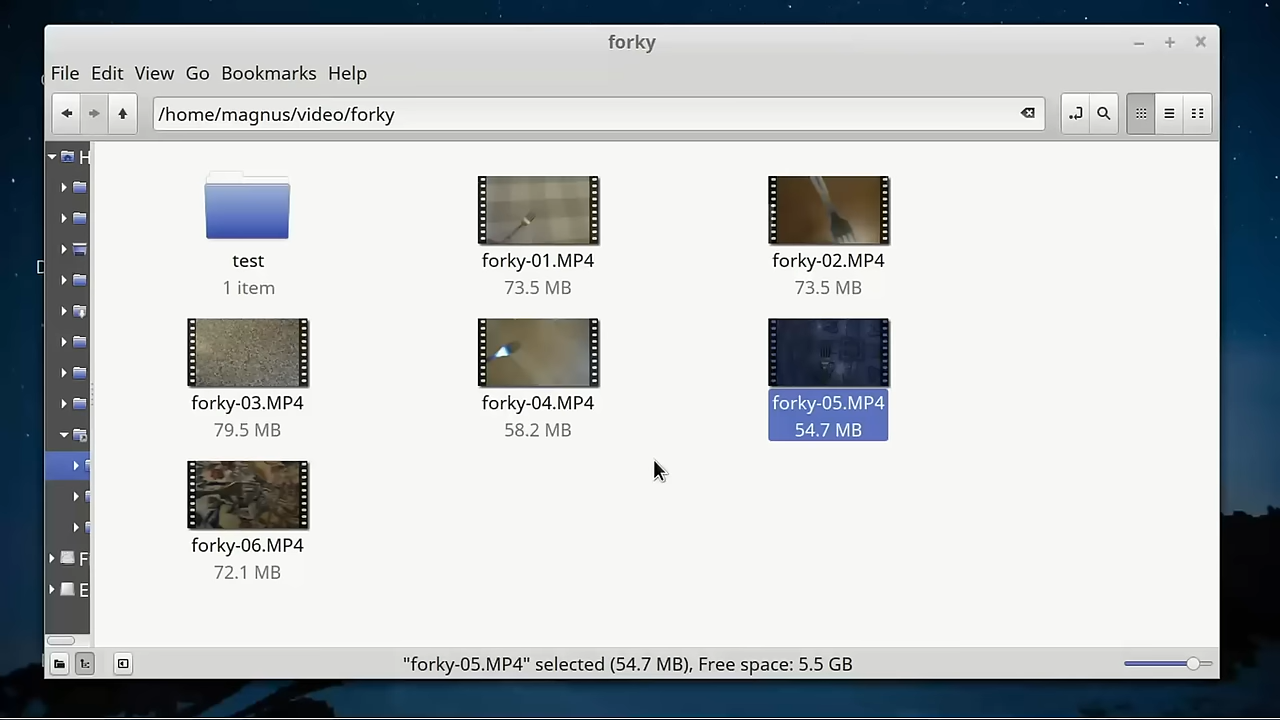 forky
File Edit View Go Bookmarks Help
/home/magnus/video/forky
H
test
1 item
forky-01.MP4
73.5 MB
forky-02.MP4
73.5 MB
forky-03.MP4
79.5 MB
forky-04.MP4
58.2 MB
forky-05.MP4
54.7 MB
forky-06.MP4
72.1 MB
F
E
"forky-05.MP4" selected (54.7 MB), Free space: 5.5 GB